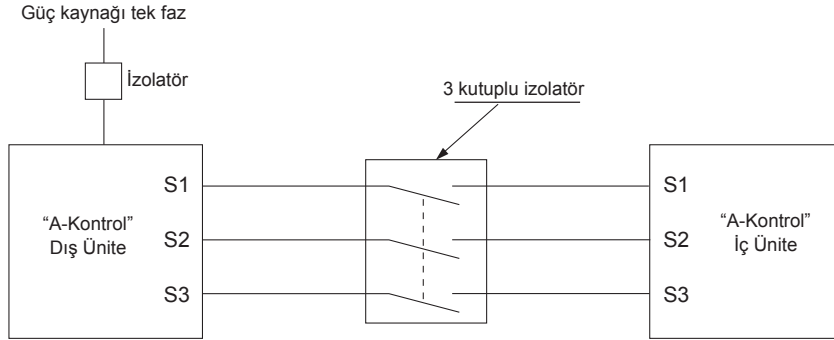 Güç kaynağı tek faz
İzolatör
3 kutuplu izolatör
S1
S1
"A-Kontrol"
Dış Ünite
S2
S2
"A-Kontrol"
İç Ünite
S3
S3